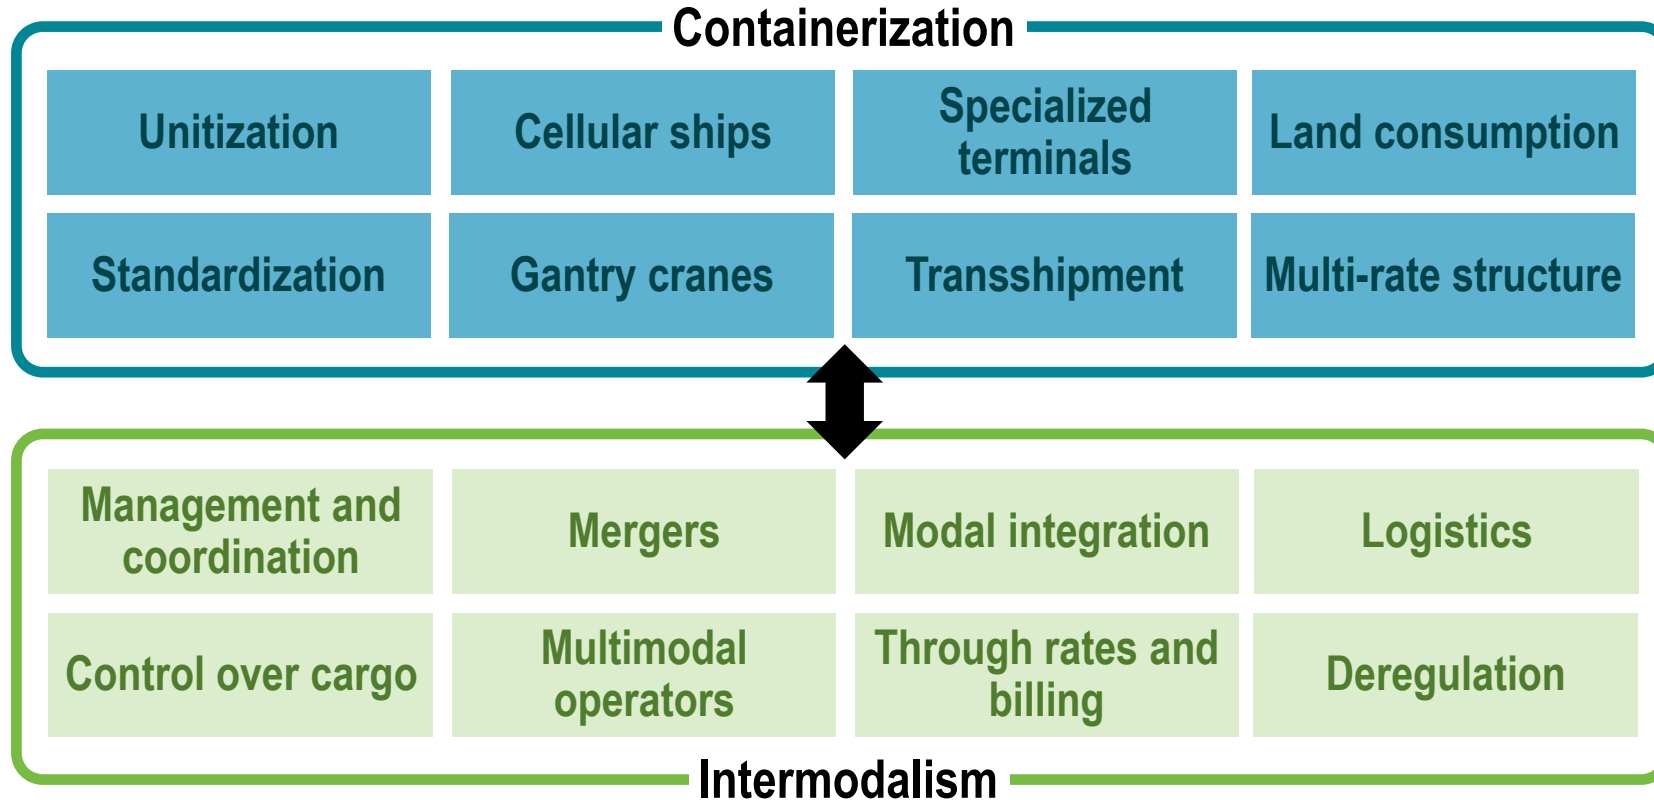 Containerization
Unitization
Cellular ships
Specialized
terminals
Land consumption
Standardization
Gantry cranes
Transshipment
Multi-rate structure
Management and
coordination
Mergers
Modal integration
Logistics
Control over cargo
Multimodal
operators
Through rates and
billing
Deregulation
Intermodalism